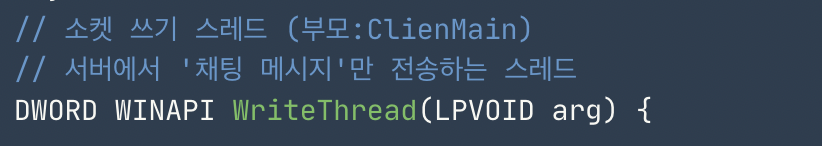 // 소켓 쓰기 스레드 (부모:ClienMain)
// 서버에서 '채팅 메시지'만 전송하는 스레드
DWORD WINAPI WriteThread(LPVOID arg) {